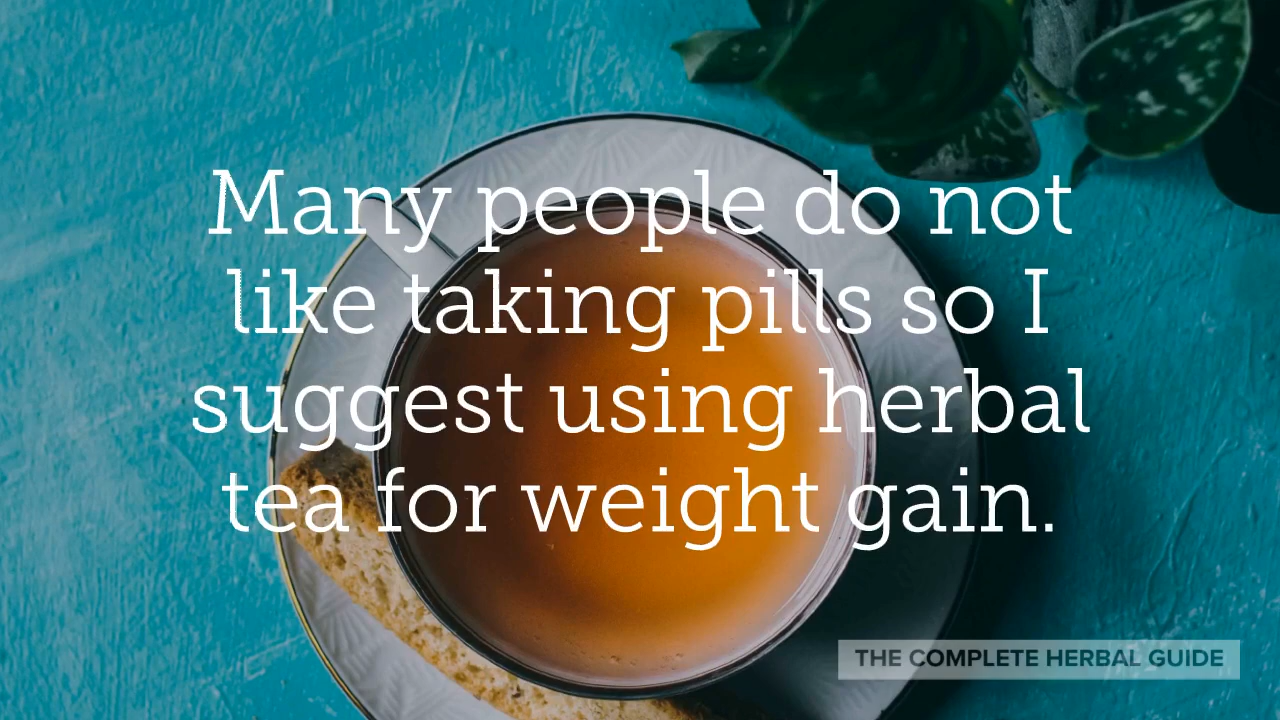 Many people do not
like taking pills so I
suggest using herbal
tea for weight gain.
THE COMPLETE HERBAL GUIDE